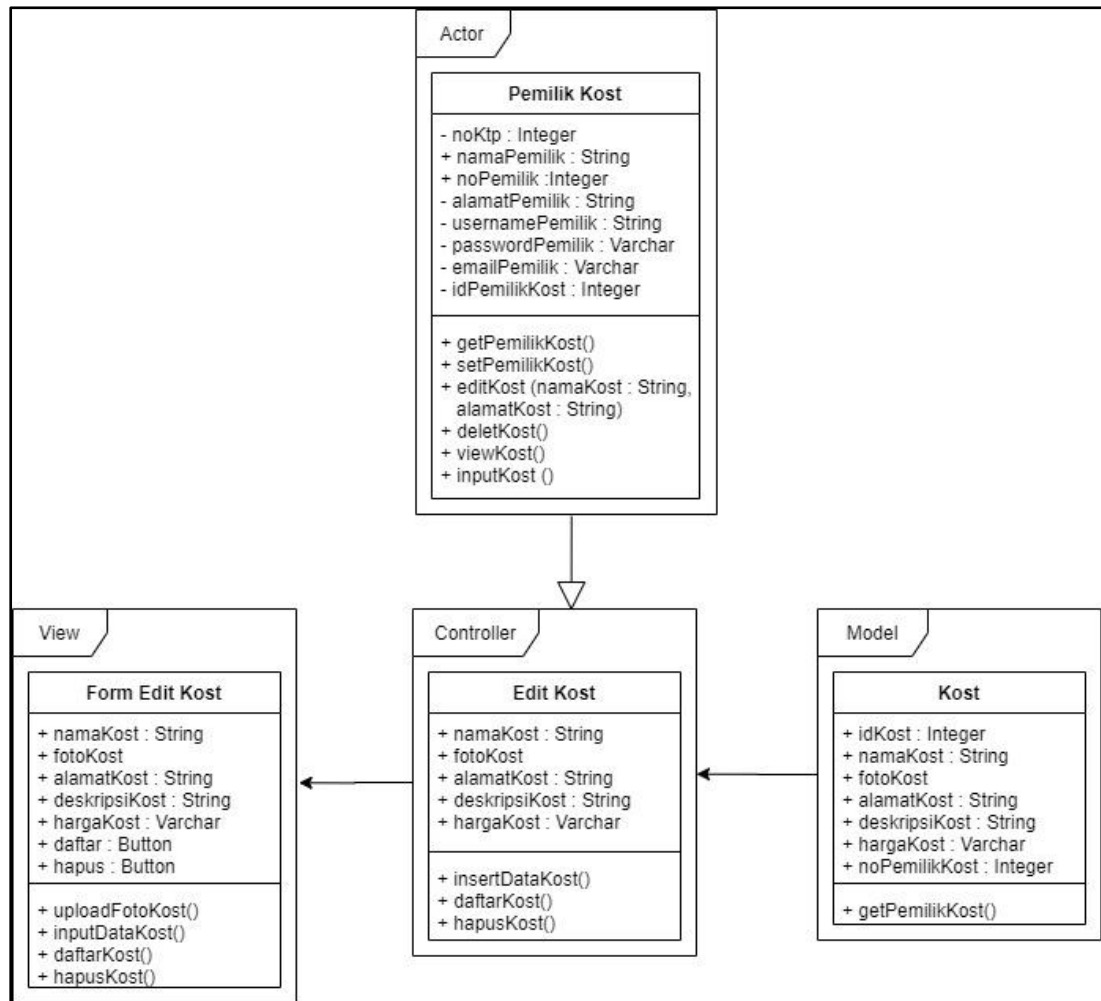 Actor
Pemilik Kost
- noKtp : Integer
+ namaPemilik : String
+ noPemilik :Integer
- alamatPemilik : String
- usernamePemilik : String
- passwordPemilik : Varchar
- emailPemilik : Varchar
- idPemilikKost : Integer
+ getPemilikKost()
+ setPemilikKost()
+ editKost (namaKost : String,
alamatKost : String)
+ deletKost()
+ viewKost()
+ inputKost ()
View
Form Edit Kost
+ namaKost : String
+ fotoKost
+ alamatKost : String
+ deskripsiKost : String
+ hargaKost : Varchar
+ daftar : Button
+ hapus : Button
+ uploadFotoKost()
+ inputDataKost()
+ daftarKost()
+ hapusKost()
Controller
Edit Kost
+ namaKost : String
+ fotoKost
+ alamatKost : String
+ deskripsiKost : String
+ hargaKost : Varchar
+ insertDataKost()
+ daftarKost()
+ hapusKost()
Model
Kost
+ idKost : Integer
+ namaKost : String
+ fotoKost
+ alamatKost : String
+ deskripsiKost : String
+ hargaKost : Varchar
+ noPemilikKost : Integer
+ getPemilikKost()